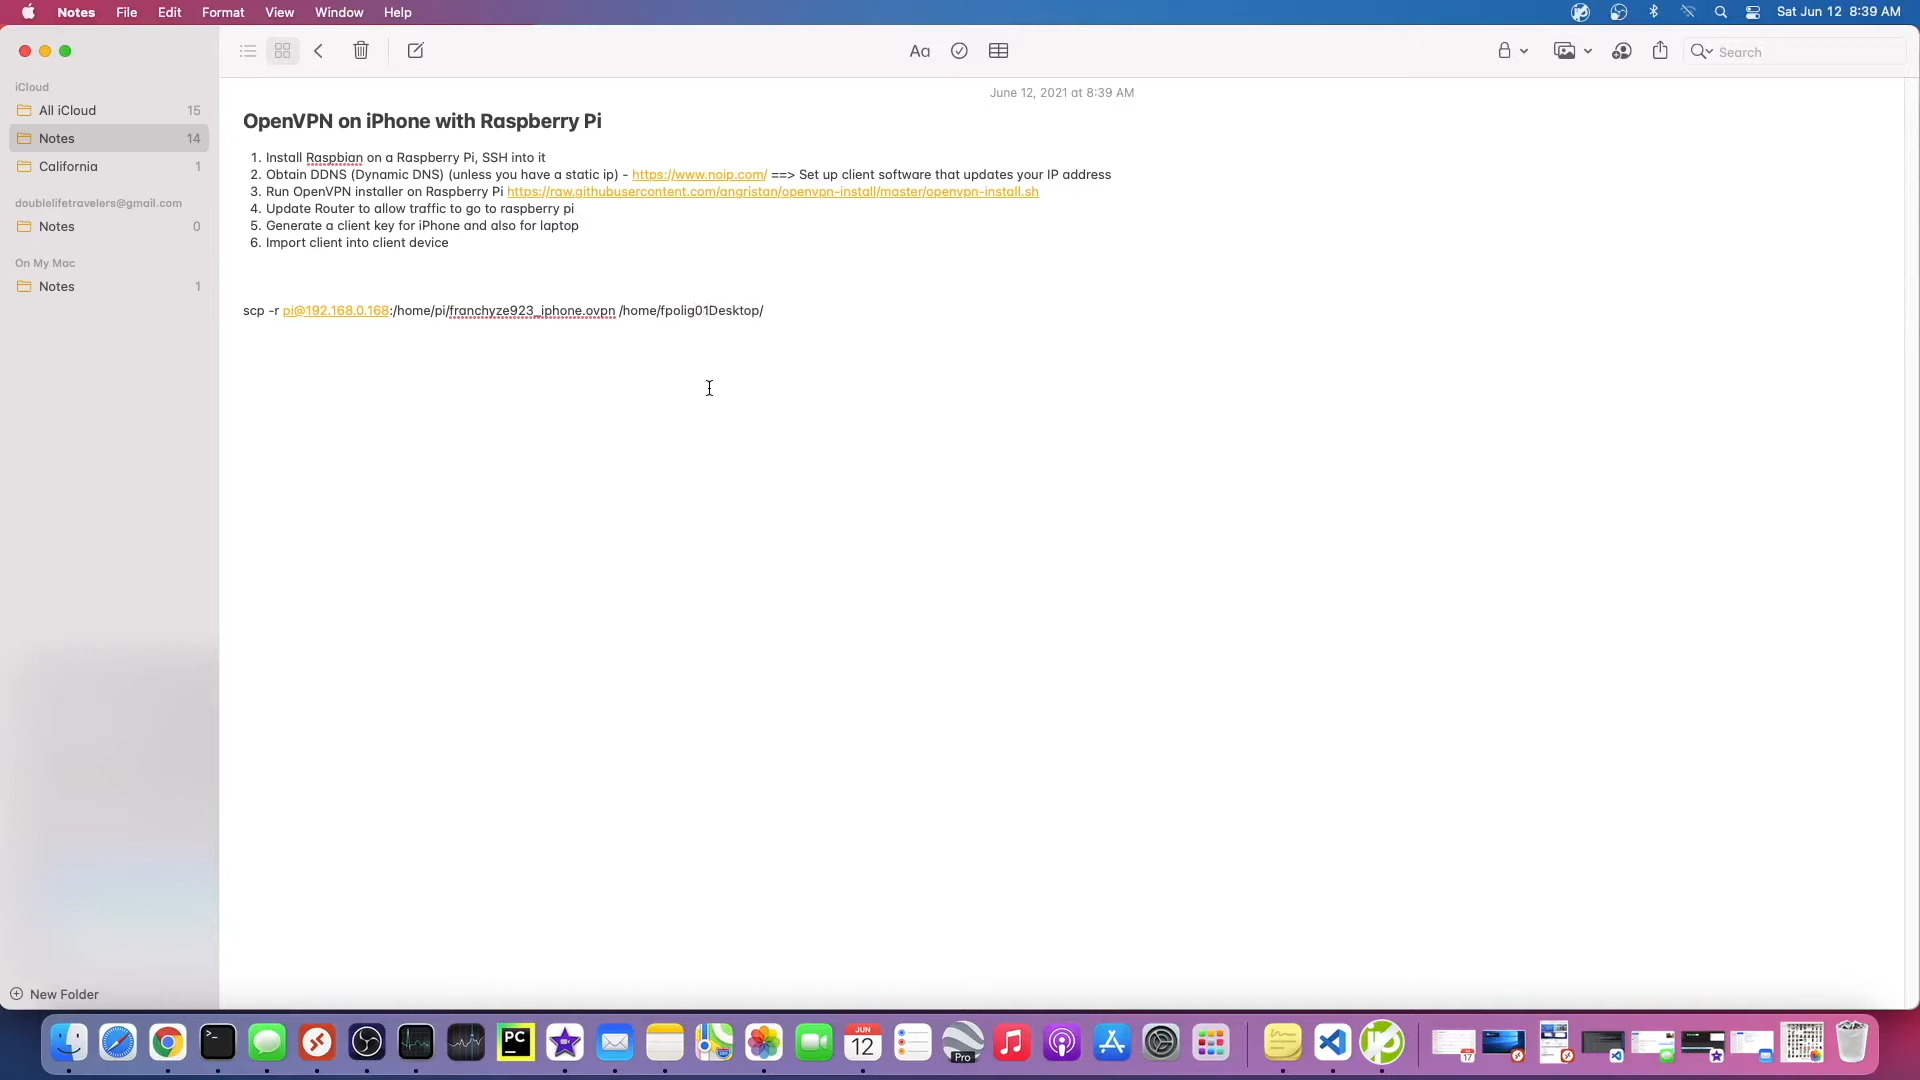 Notes File Edit Format View Window Help Sat Jun 12 8:39 AM
Aa Search
iCloud
All iCloud 15
Notes 14
California 1
doublelifetravelers@gmail.com
Notes 0
On My Mac
Notes 1
New Folder
June 12, 2021 at 8:39 AM
OpenVPN on iPhone with Raspberry Pi
1. Install Raspbian on a Raspberry Pi, SSH into it
2. Obtain DDNS (Dynamic DNS) (unless you have a static ip) - https://www.noip.com/ ==> Set up client software that updates your IP address
3. Run OpenVPN installer on Raspberry Pi https://raw.githubusercontent.com/angristan/openvpn-install/master/openvpn-install.sh
4. Update Router to allow traffic to go to raspberry pi
5. Generate a client key for iPhone and also for laptop
6. Import client into client device
scp -r pi@192.168.0.168:/home/pi/franchyze923_iphone.ovpn /home/fpolig01Desktop/
PC
JUN
12
Pro
17